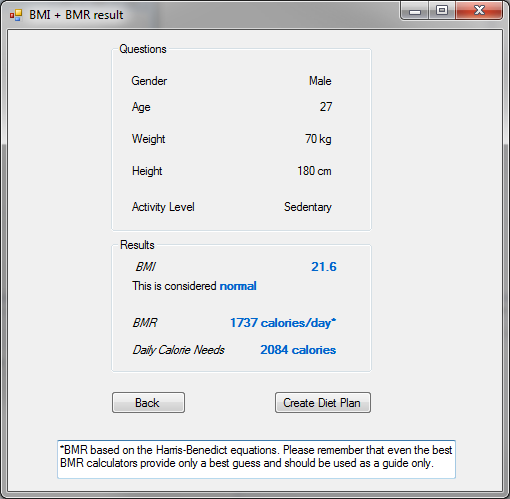 BMI + BMR result
Questions
Gender Male
Age 27
Weight 70 kg
Height 180 cm
Activity Level Sedentary
Results
BMI 21.6
This is considered normal
BMR 1737 calories/day*
Daily Calorie Needs 2084 calories
Back Create Diet Plan
*BMR based on the Harris-Benedict equations. Please remember that even the best
BMR calculators provide only a best guess and should be used as a guide only.